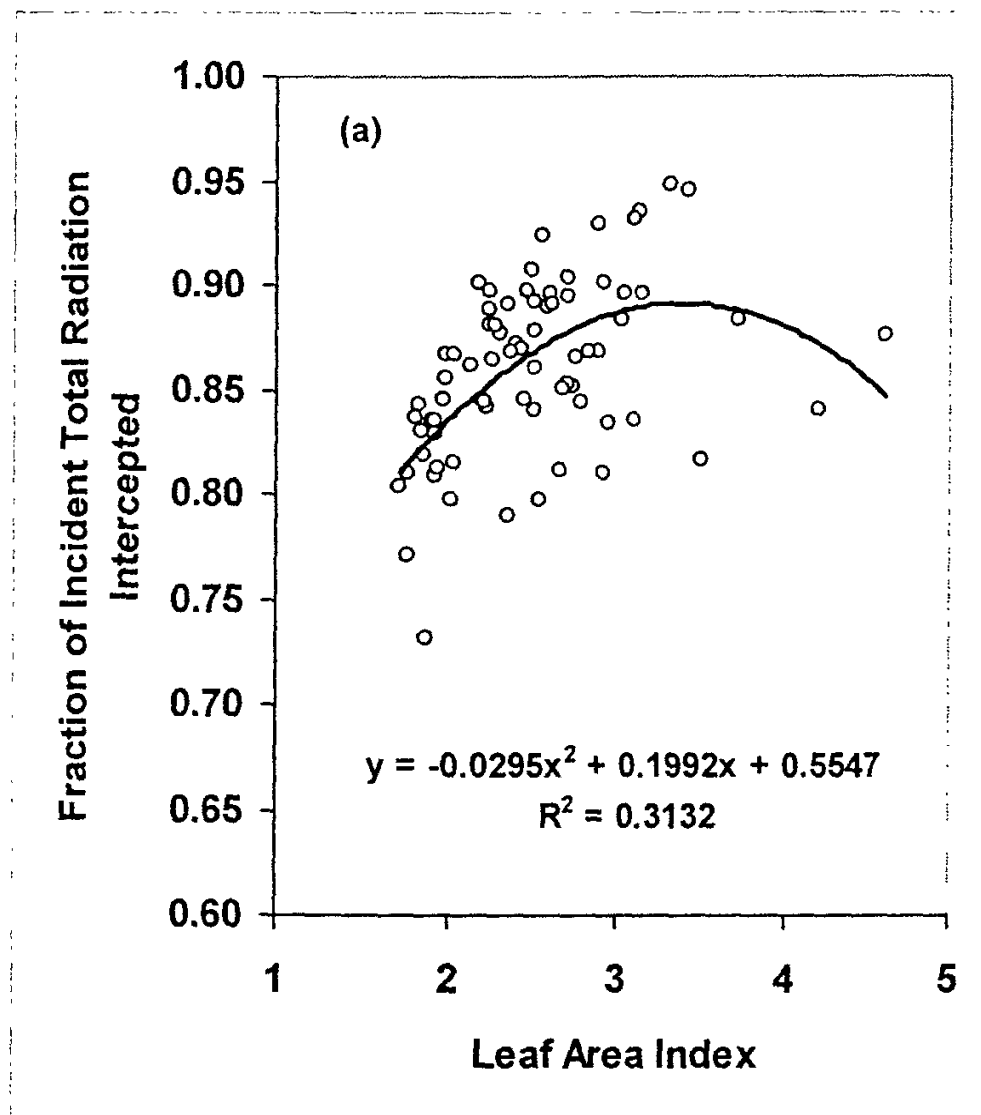 (a)
Fraction of Incident Total Radiation
Intercepted
1.00
0.95
0.90
0.85
0.80
0.75
0.70
0.65
0.60
y = -0.0295x² + 0.1992x + 0.5547
R² = 0.3132
1 2 3 4 5
Leaf Area Index